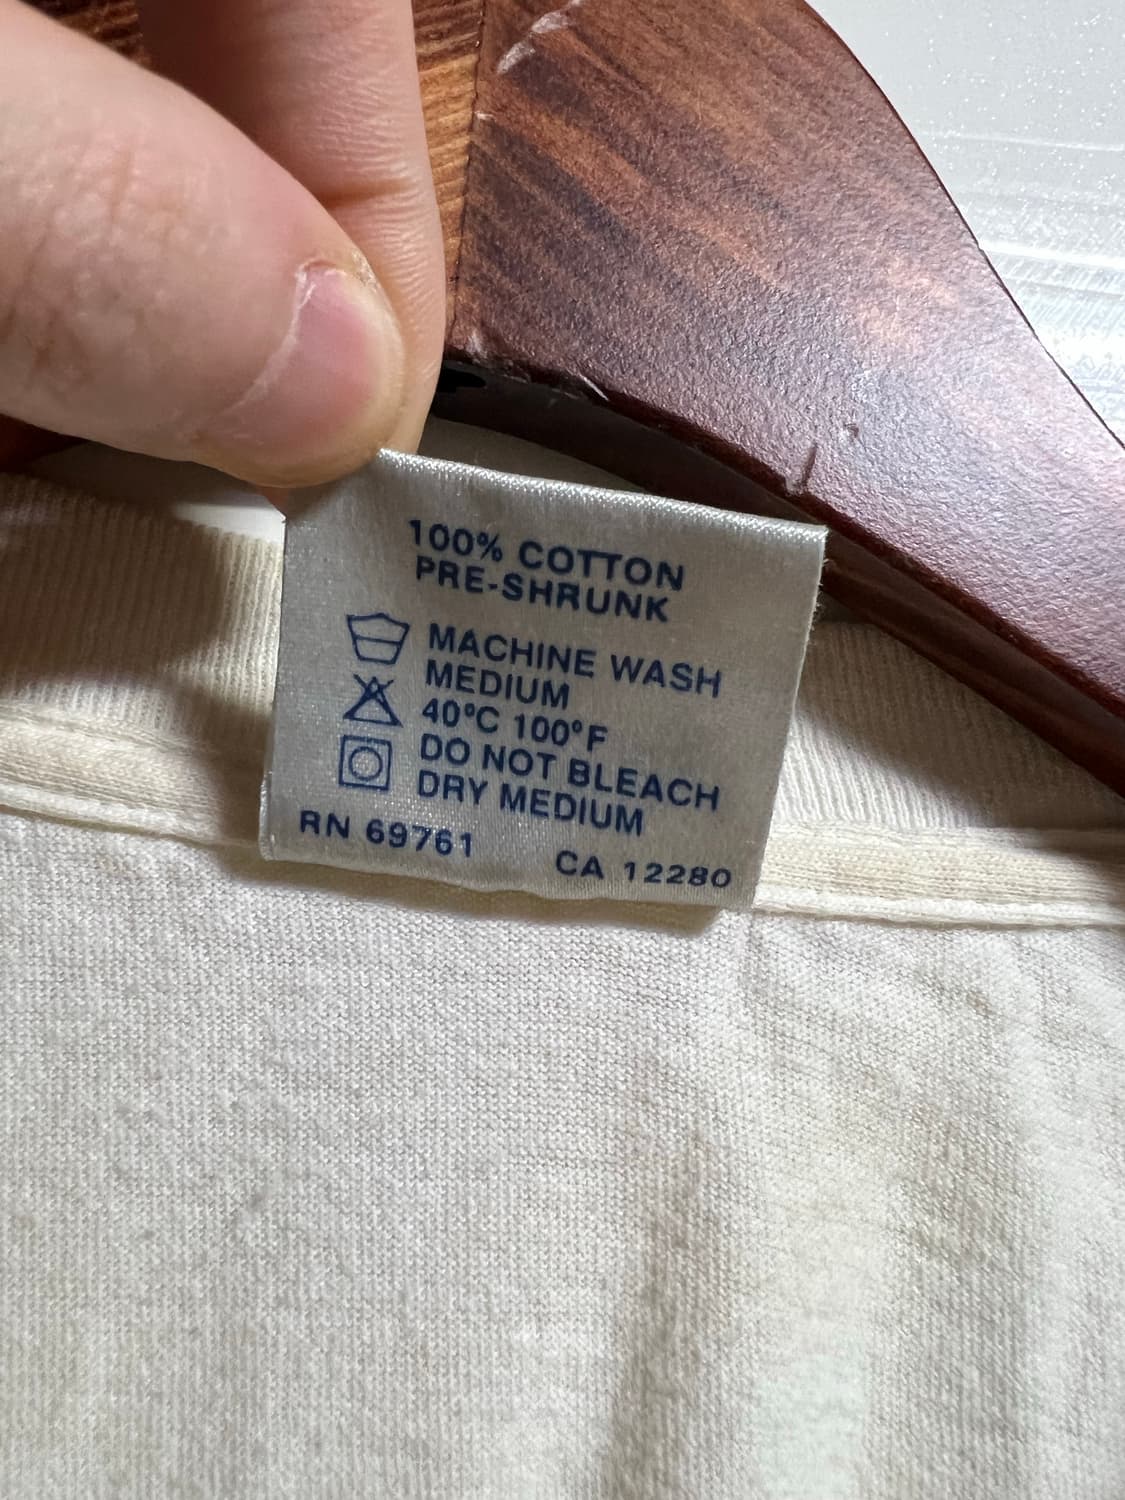 100% COTTON
PRE-SHRUNK
MACHINE WASH
MEDIUM
40°C 100°F
DO NOT BLEACH
DRY MEDIUM
RN 69761 CA 12280